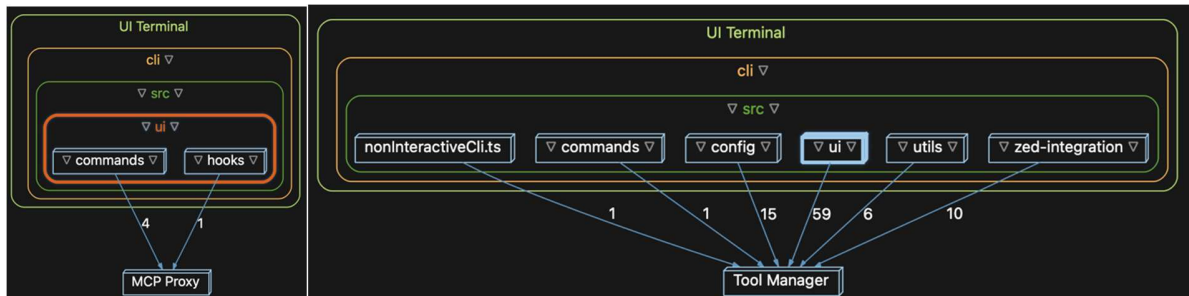 UI Terminal
cli ▽
▽ src ▽
▽ ui ▽
▽ commands ▽
▽ hooks ▽
4
1
MCP Proxy
UI Terminal
cli ▽
▽ src ▽
nonInteractiveCli.ts
▽ commands ▽
▽ config ▽
▽ ui ▽
▽ utils ▽
▽ zed-integration ▽
1
1
15
59
6
10
Tool Manager